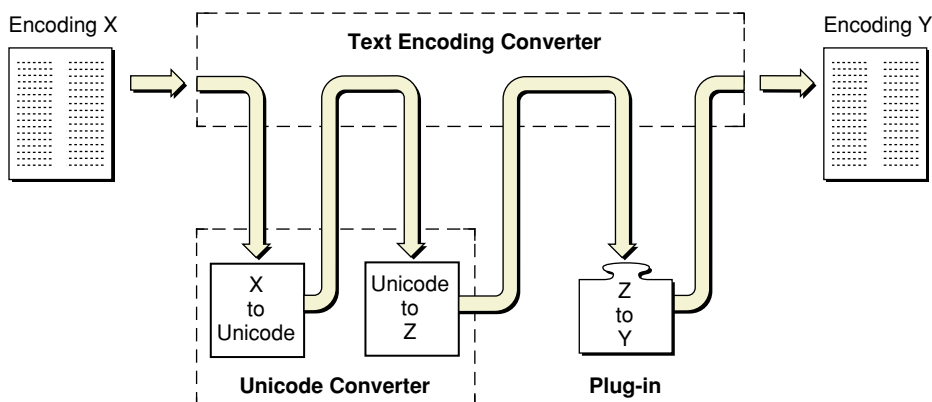 Encoding X
Text Encoding Converter
Encoding Y
X
to
Unicode
Unicode
to
Z
Z
to
Y
Unicode Converter
Plug-in